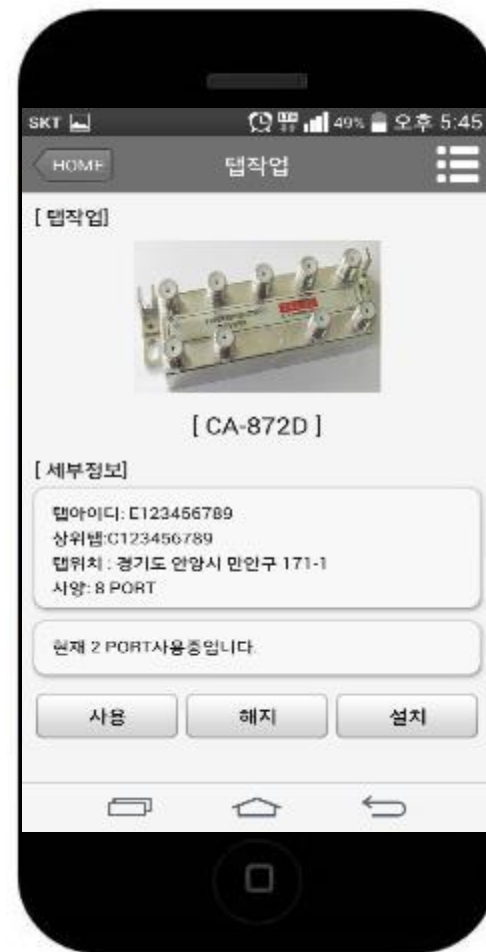 SKT 49% 오후 5:45
HOME 탭작업
[ 탭작업]
[ CA-872D ]
[ 세부정보]
탭아이디: E123456789
상위탭:C123456789
탭위치 : 경기도 안양시 만안구 171-1
사양: 8 PORT
현재 2 PORT사용중입니다.
사용 해지 설치